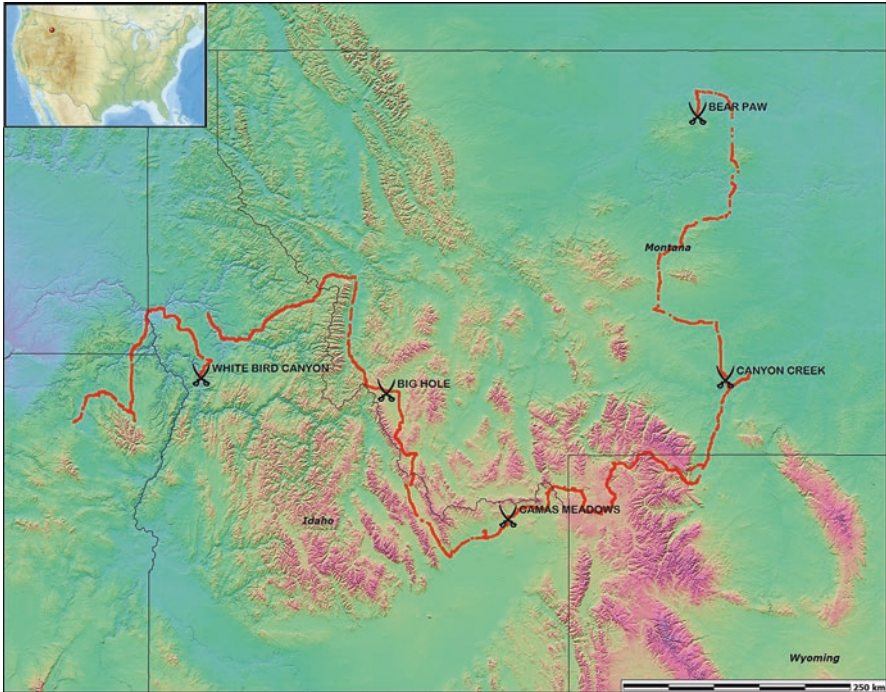 BEAR PAW
Montana
WHITE BIRD CANYON
CANYON CREEK
BIG HOLE
CAMAS MEADOWS
Idaho
Wyoming
250 km